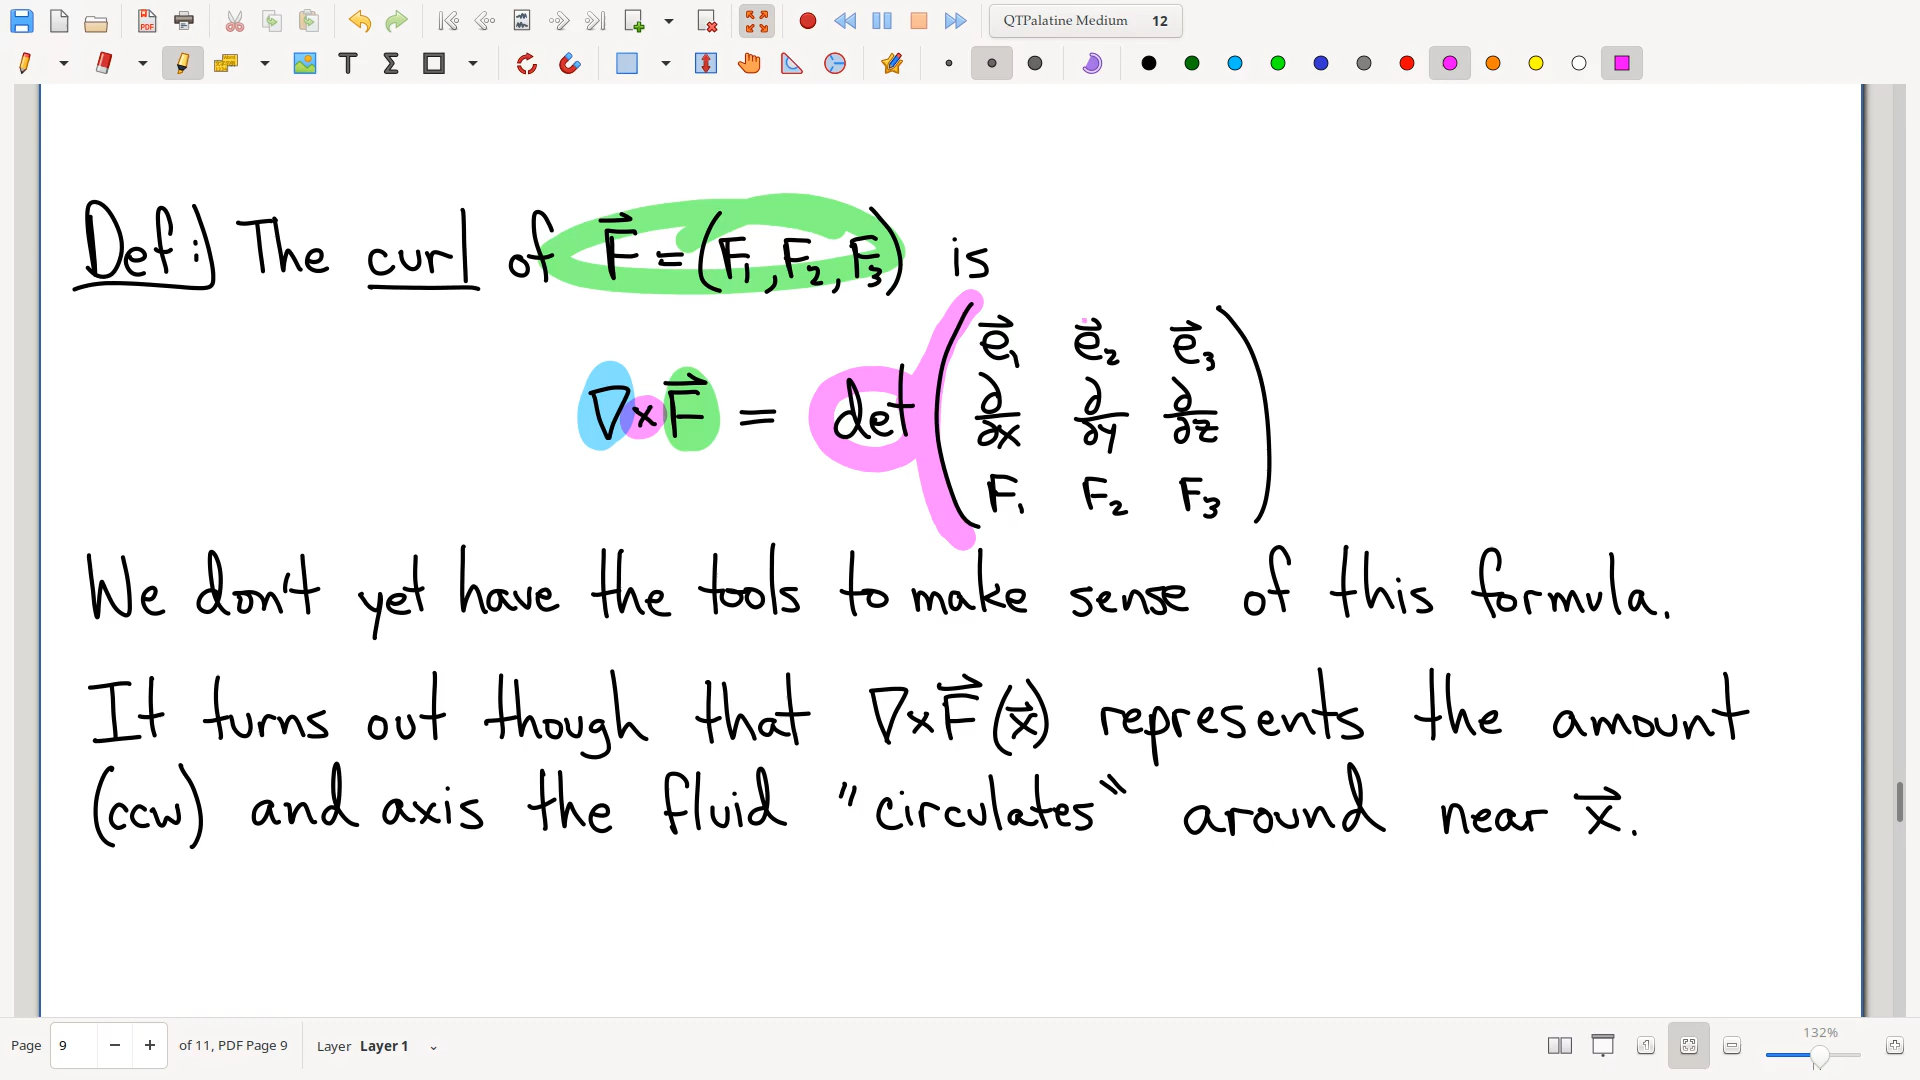 QTPalatine Medium 12
Def:) The curl of F⃗ = (F₁, F₂, F₃) is
∇×F⃗ = det ( e⃗₁ e⃗₂ e⃗₃
∂/∂x ∂/∂y ∂/∂z
F₁ F₂ F₃ )
We don't yet have the tools to make sense of this formula.
It turns out though that ∇×F⃗(x⃗) represents the amount
(ccw) and axis the fluid "circulates" around near x⃗.
Page 9 of 11, PDF Page 9 Layer Layer 1 132%